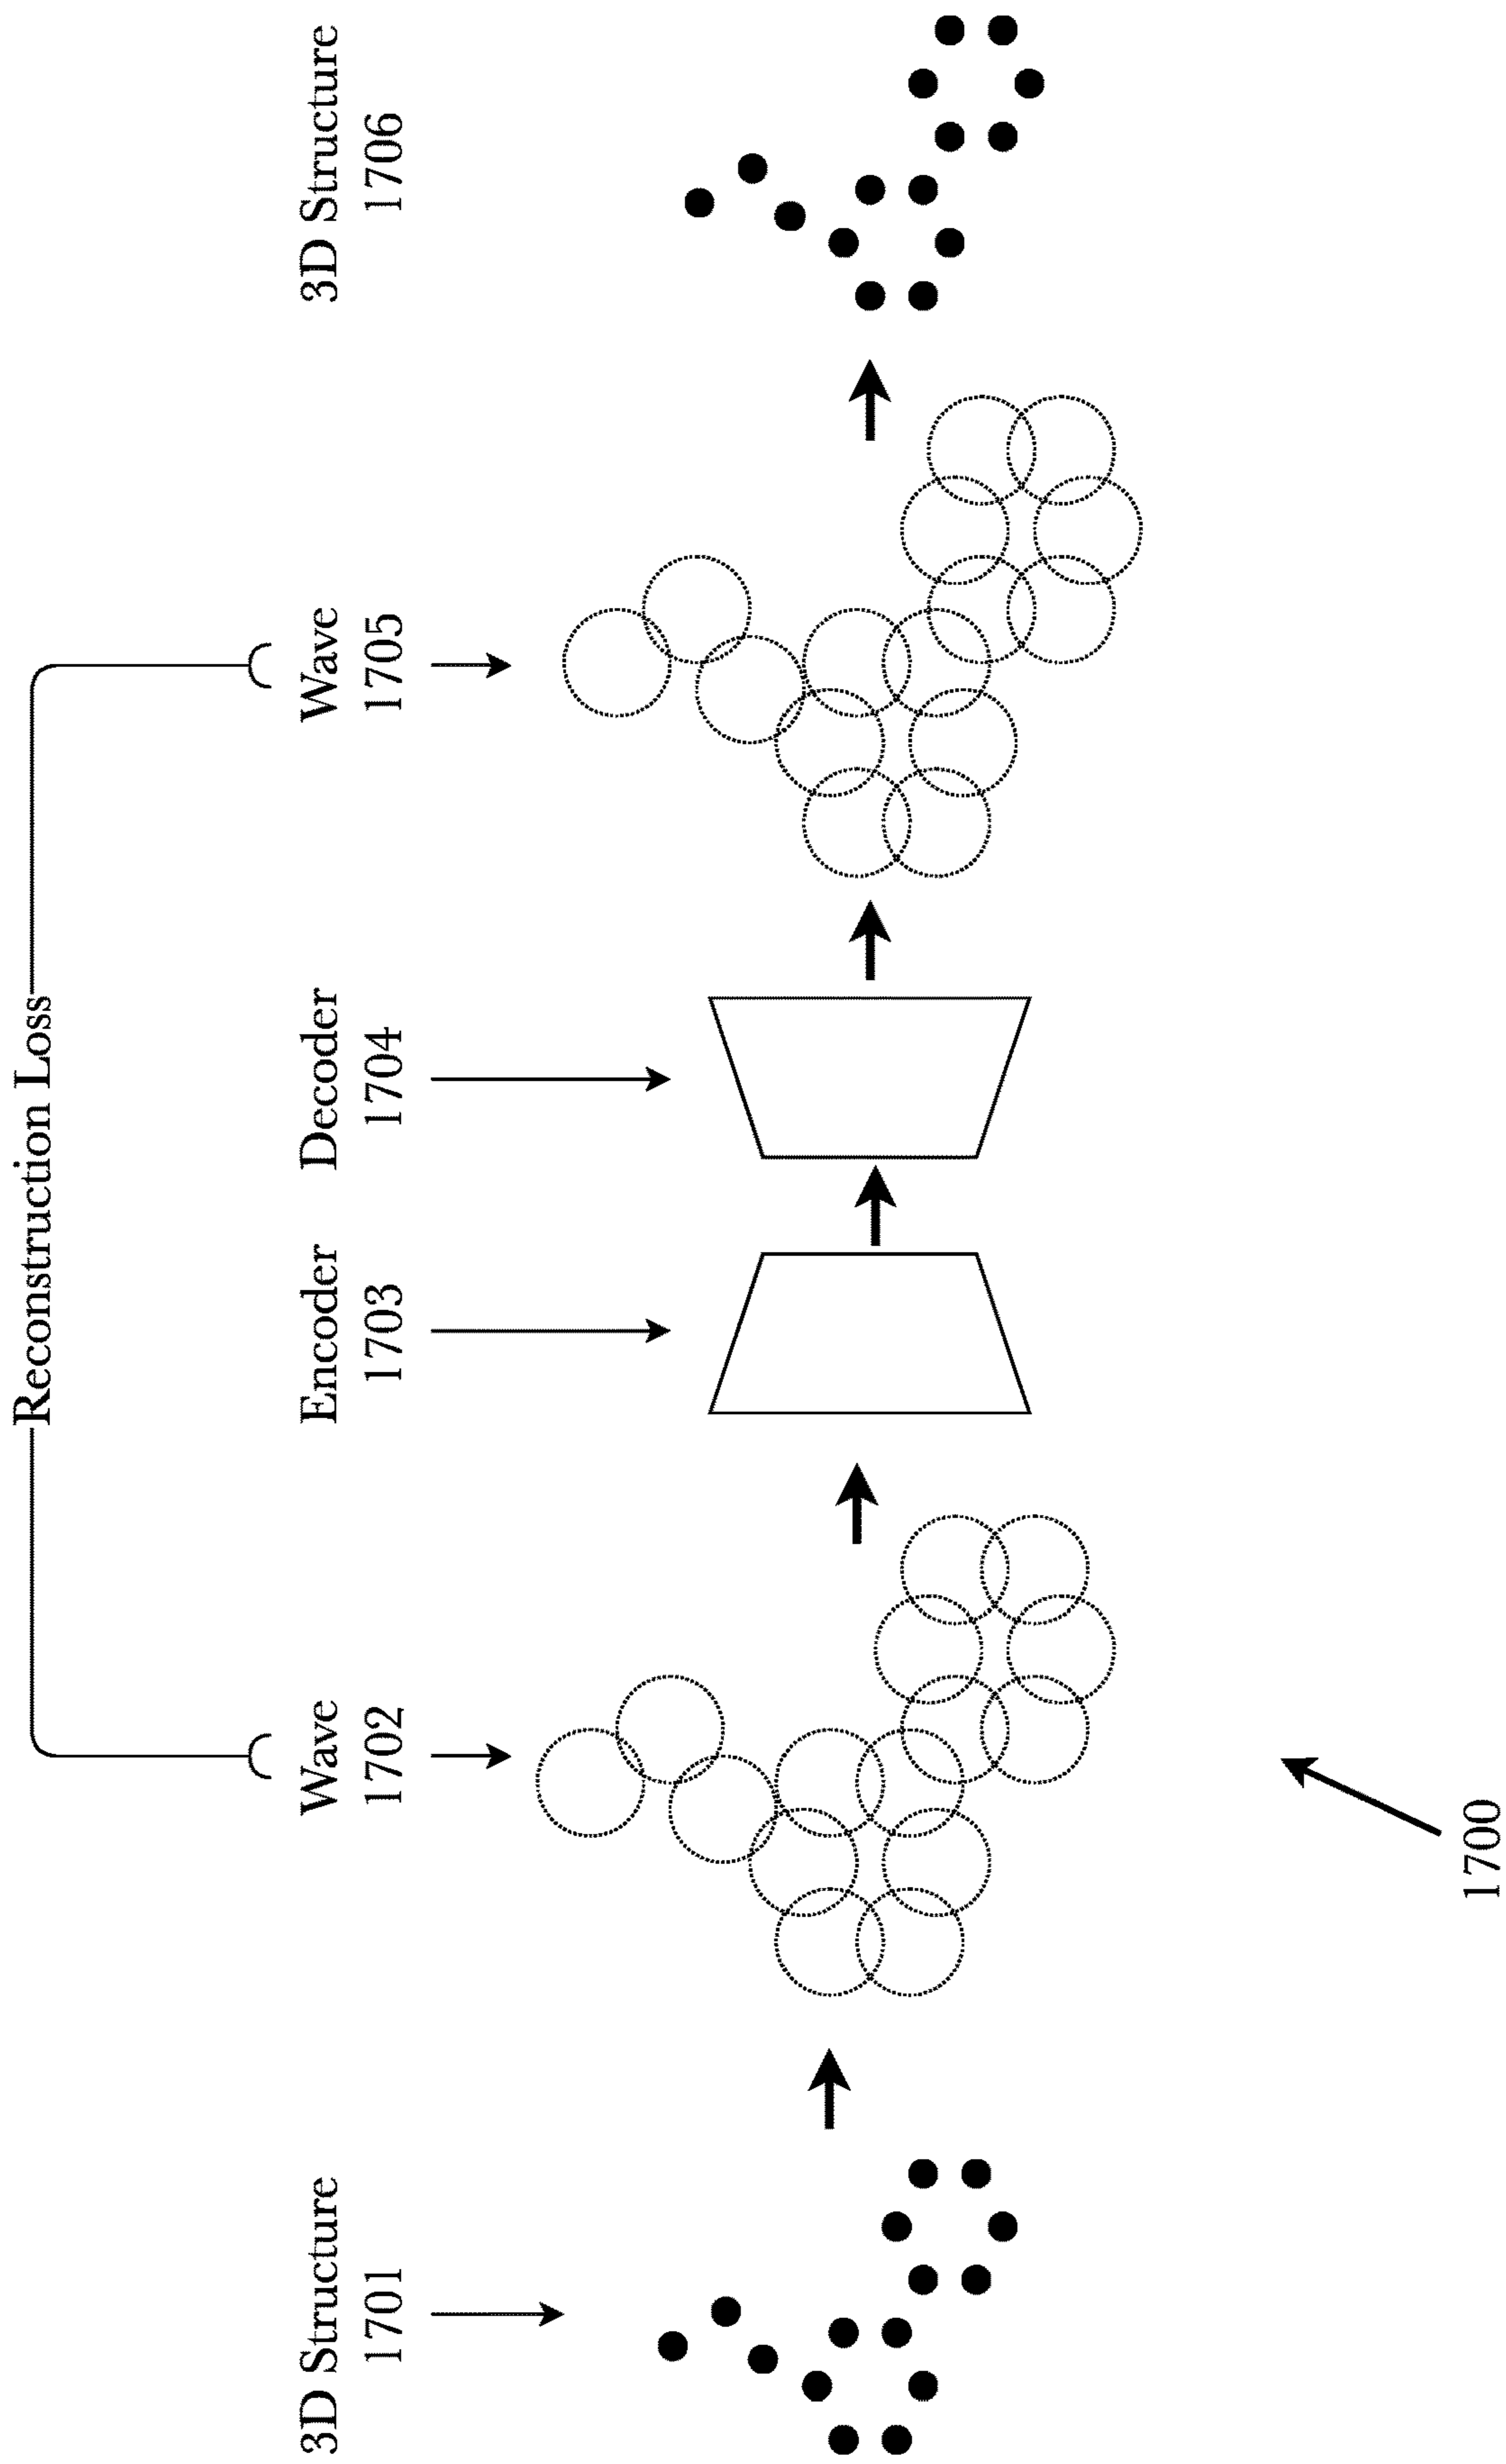 Reconstruction Loss
3D Structure
1701
Wave
1702
Encoder
1703
Decoder
1704
Wave
1705
3D Structure
1706
1700